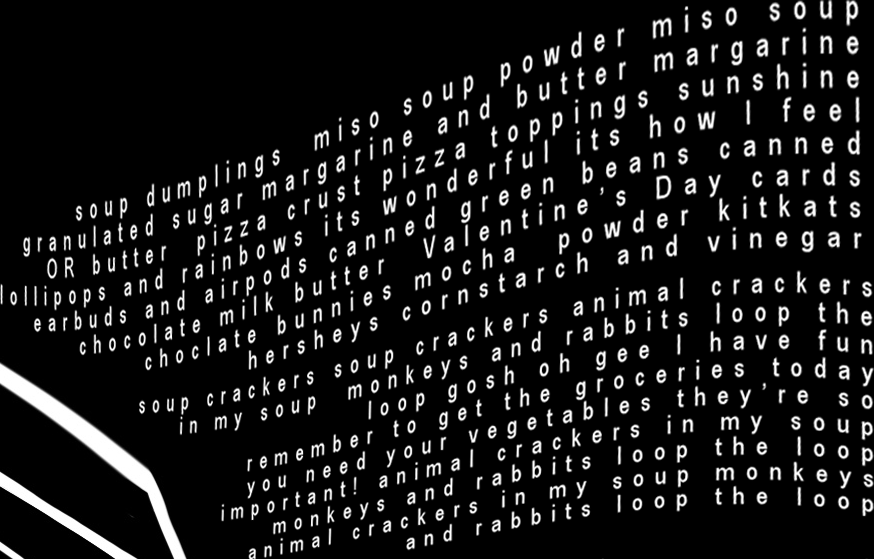 soup dumplings miso soup powder miso soup
granulated sugar margarine and butter margarine
OR butter pizza crust pizza toppings sunshine
lollipops and rainbows its wonderful its how I feel
earbuds and airpods canned green beans canned
chocolate milk butter Valentine's Day cards
choclate bunnies mocha powder kitkats
hersheys cornstarch and vinegar
soup crackers soup crackers animal crackers
in my soup monkeys and rabbits loop the
loop gosh oh gee I have fun
remember to get the groceries today
you need your vegetables they're so
important! animal crackers in my soup
monkeys and rabbits loop the loop
animal crackers in my soup monkeys
and rabbits loop the loop